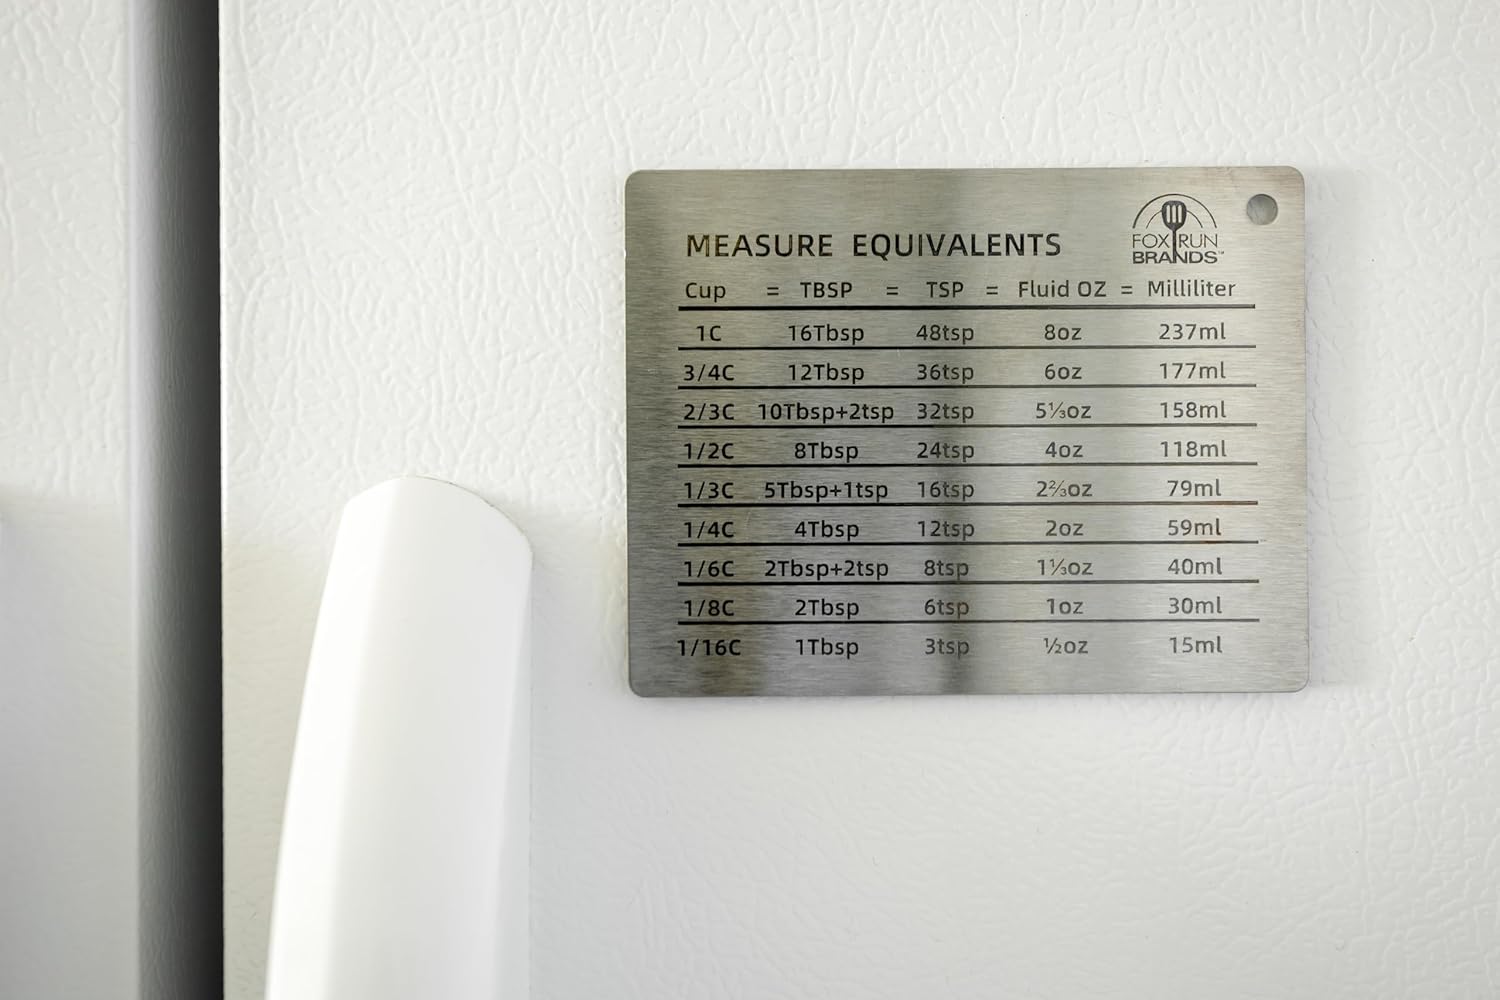 MEASURE EQUIVALENTS
FOX RUN
BRANDS™
Cup = TBSP = TSP = Fluid OZ = Milliliter
1C 16Tbsp 48tsp 8oz 237ml
3/4C 12Tbsp 36tsp 6oz 177ml
2/3C 10Tbsp+2tsp 32tsp 5⅓oz 158ml
1/2C 8Tbsp 24tsp 4oz 118ml
1/3C 5Tbsp+1tsp 16tsp 2⅔oz 79ml
1/4C 4Tbsp 12tsp 2oz 59ml
1/6C 2Tbsp+2tsp 8tsp 1⅓oz 40ml
1/8C 2Tbsp 6tsp 1oz 30ml
1/16C 1Tbsp 3tsp ½oz 15ml